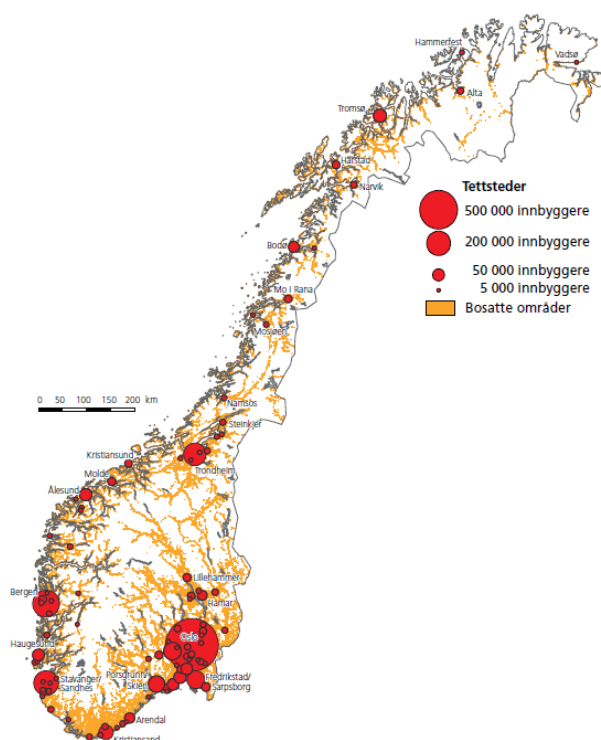 Hammerfest
Vadsø
Alta
Tromsø
Harstad
Narvik
Tettsteder
500 000 innbyggere
200 000 innbyggere
50 000 innbyggere
5 000 innbyggere
Bosatte områder
Bodø
Mo I Rana
Mosjøen
0 50 100 150 200 km
Namsos
Steinkjer
Kristiansund
Trondheim
Molde
Ålesund
Lillehammer
Bergen
Hamar
Oslo
Haugesund
Porsgrunn/
Skien
Fredrikstad/
Sarpsborg
Stavanger/
Sandnes
Arendal
Kristiansand